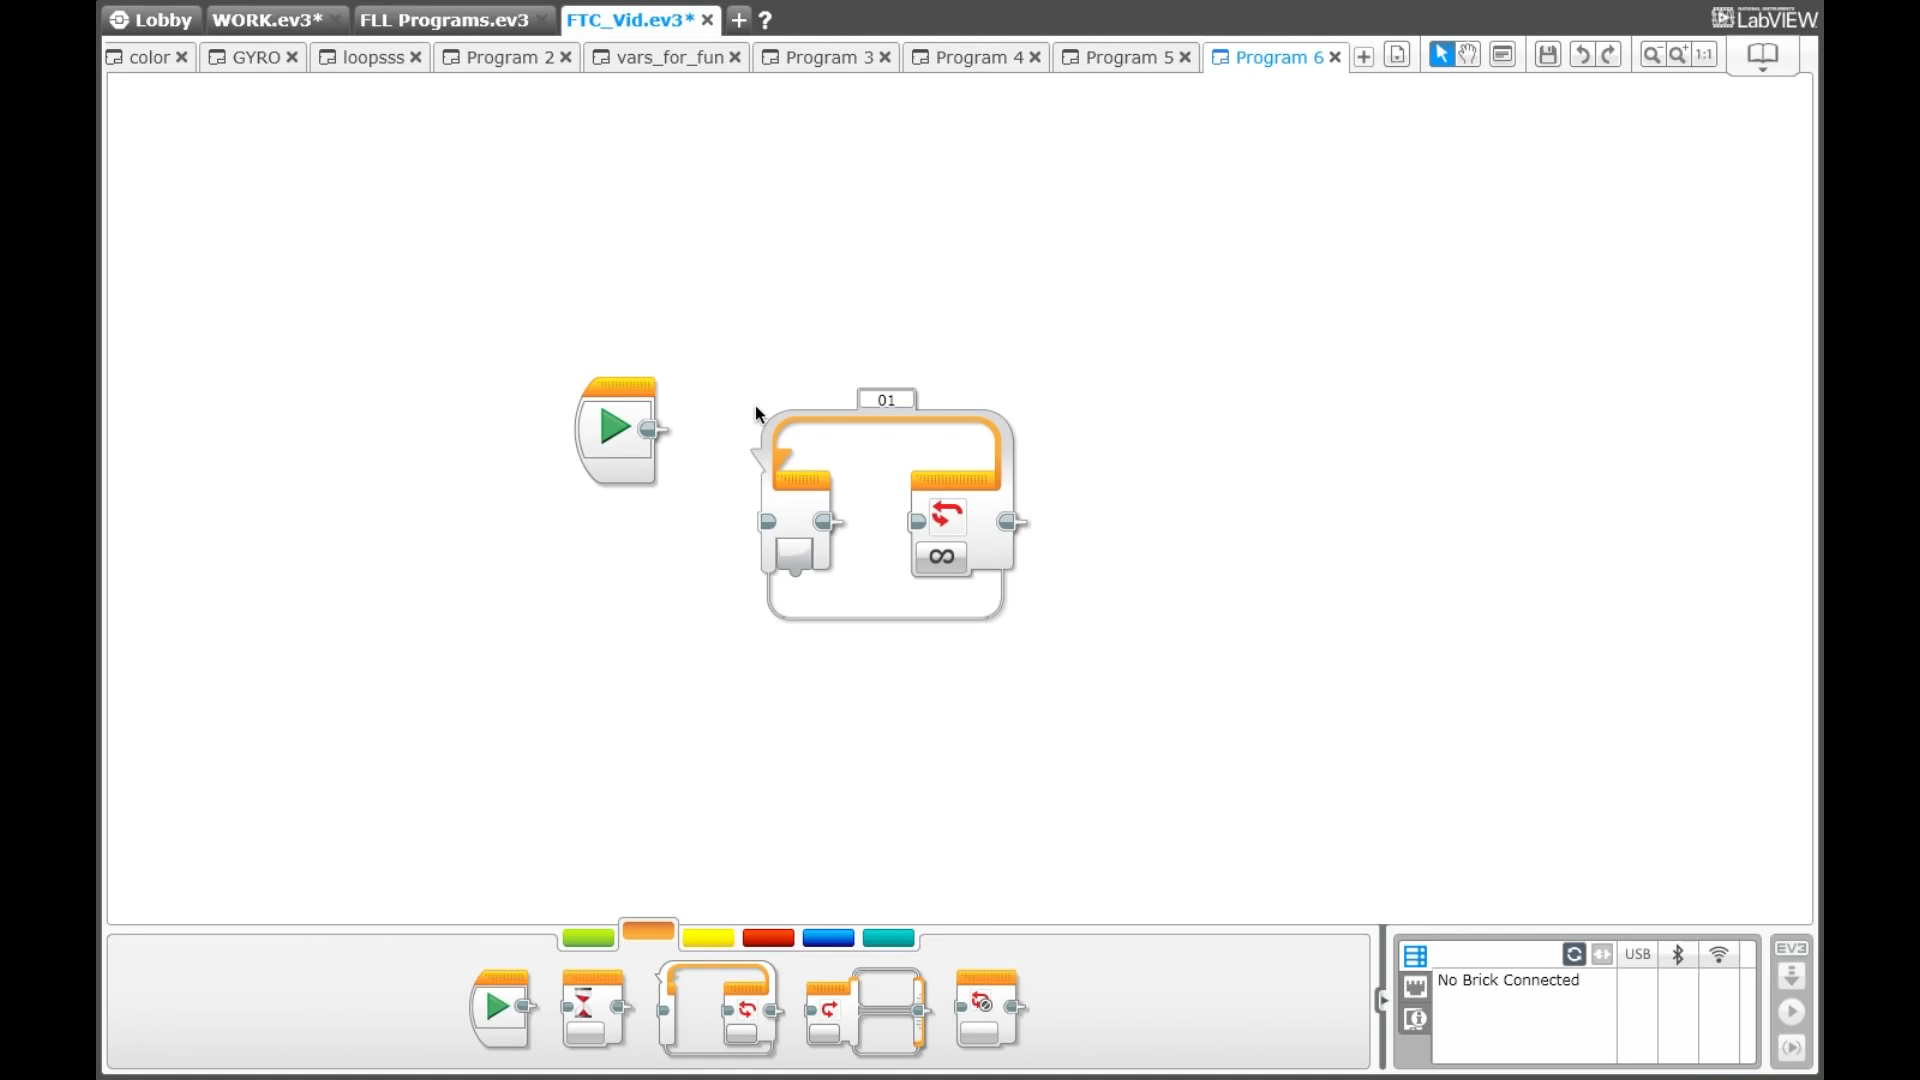 Lobby WORK.ev3* FLL Programs.ev3 FTC_Vid.ev3* + ? LabVIEW
color GYRO loopsss Program 2 vars_for_fun Program 3 Program 4 Program 5 Program 6 1:1
01
∞
USB EV3
No Brick Connected